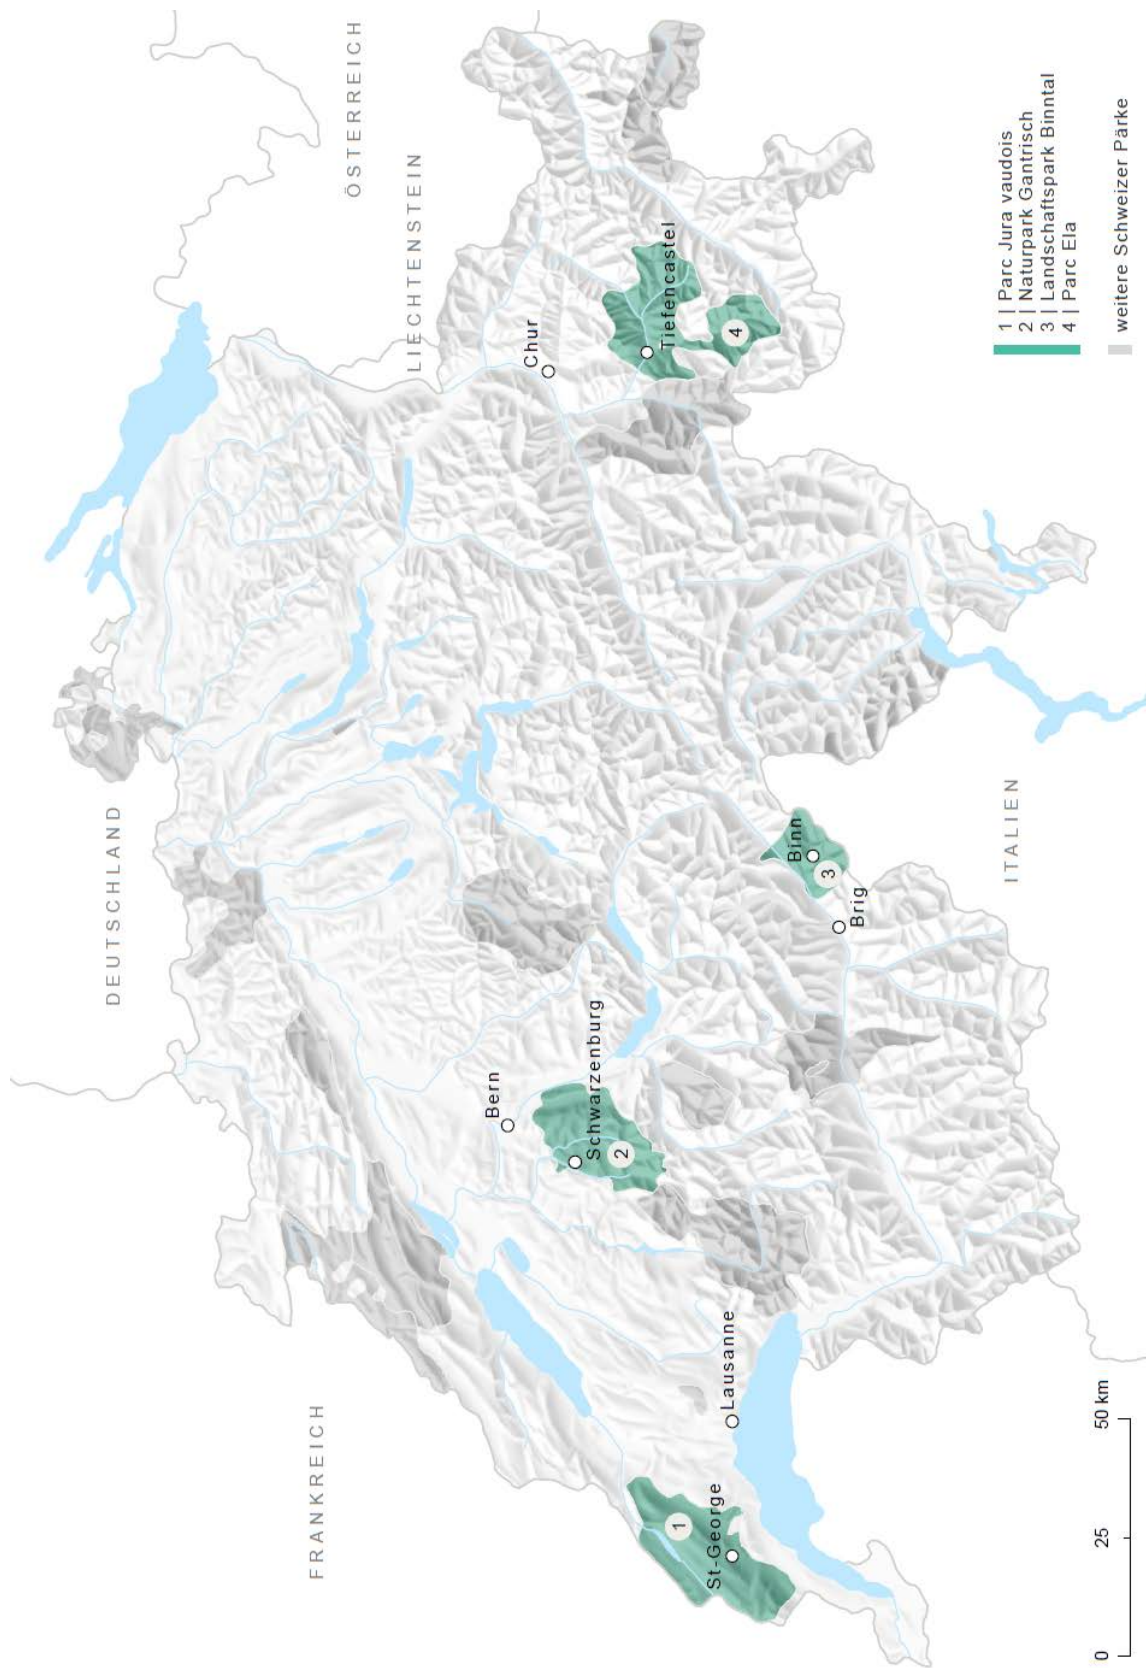 DEUTSCHLAND
ÖSTERREICH
LIECHTENSTEIN
FRANKREICH
ITALIEN
Bern
Schwarzenburg
2
Chur
Tiefencastel
4
Lausanne
St-George
1
Binn
3
Brig
0 25 50 km
1 | Parc Jura vaudois
2 | Naturpark Gantrisch
3 | Landschaftspark Binntal
4 | Parc Ela
weitere Schweizer Pärke